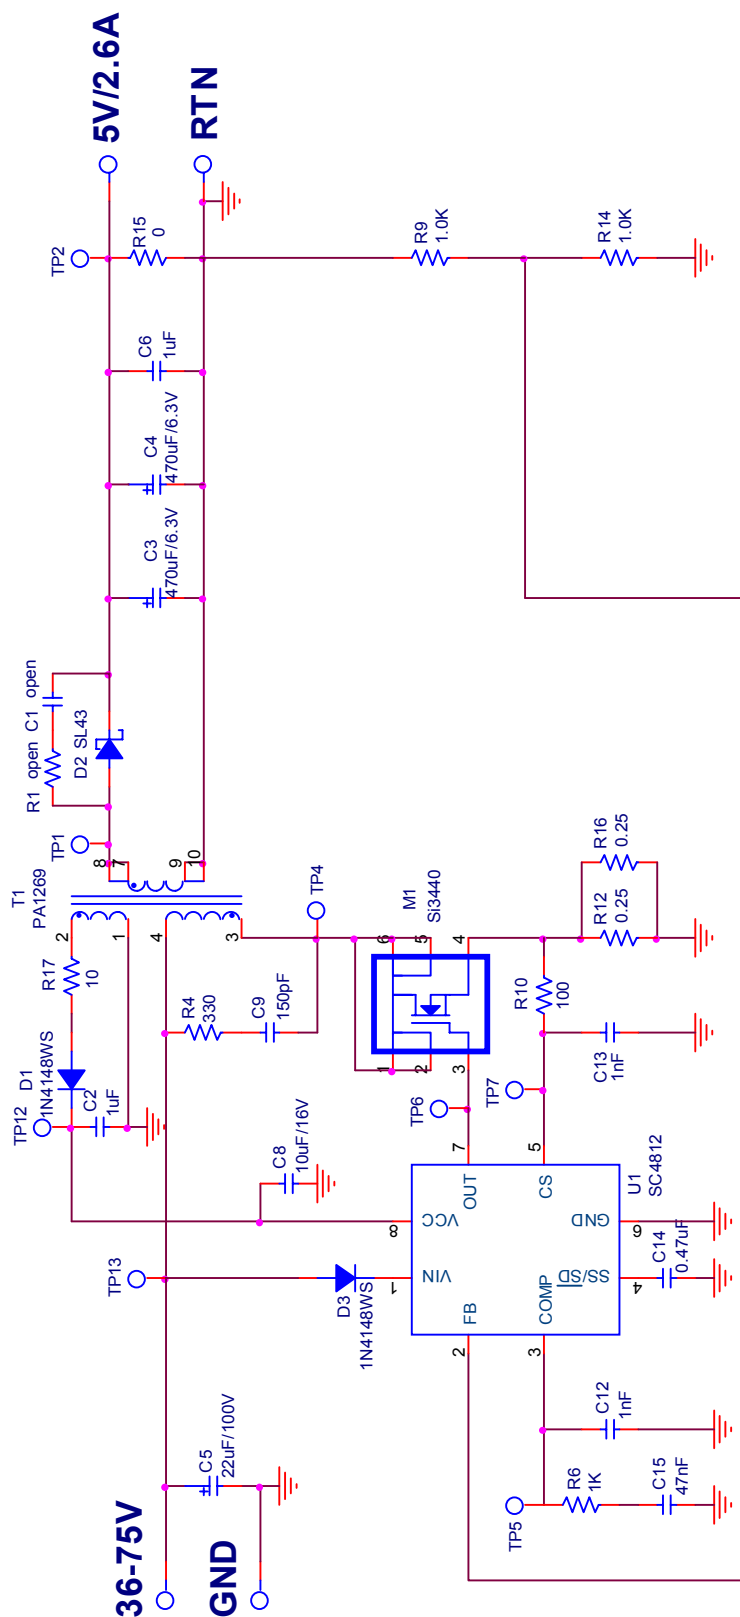 5V/2.6A
RTN
TP2
R15
0
R9
1.0K
R14
1.0K
C6
1uF
C4
470uF/6.3V
C3
470uF/6.3V
R1 open C1 open
D2 SL43
TP1
8
7
9
10
T1
PA1269
2
1
4
3
R17
10
D1
1N4148WS
TP12
C2
1uF
R4
330
C9
150pF
TP4
M1
Si3440
6
5
4
1
2
3
R16
0.25
R12
0.25
R10
100
C13
1nF
TP6
TP7
C8
10uF/16V
TP13
D3
1N4148WS
7
OUT
5
CS
U1
SC4812
8
VCC
GND
6
1
VIN
SS/SD
4
C14
0.47uF
FB
2
COMP
3
C12
1nF
R6
1K
C15
47nF
TP5
C5
22uF/100V
36-75V
GND